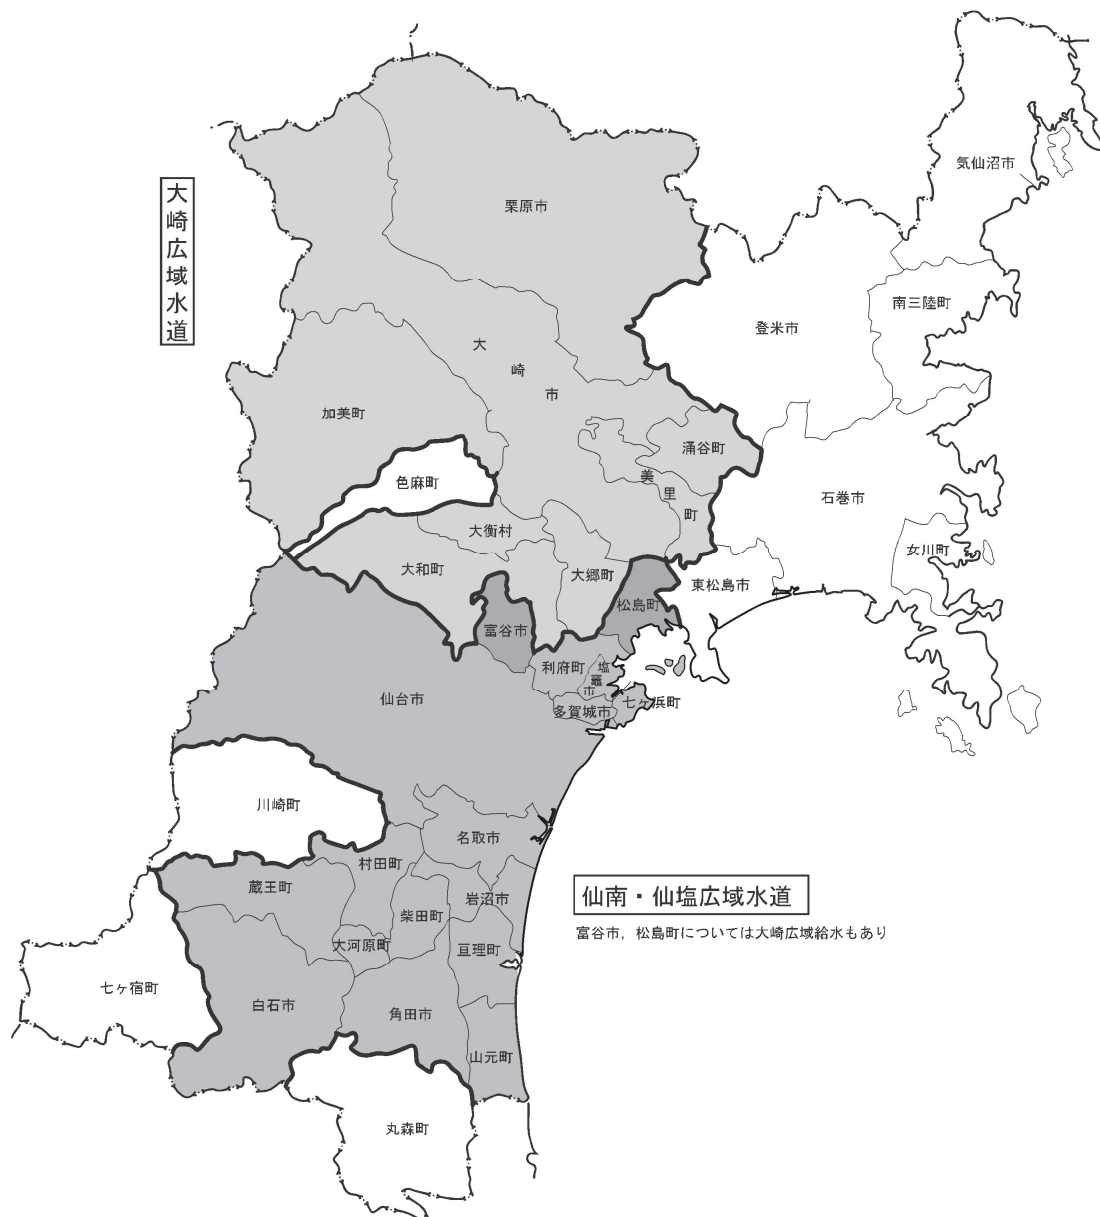 大崎広域水道
気仙沼市
栗原市
南三陸町
登米市
大崎市
加美町
涌谷町
色麻町
美里町
石巻市
大衡村
女川町
大和町
大郷町
東松島市
松島町
富谷市
利府町
塩竈市
仙台市
七ヶ浜町
多賀城市
川崎町
名取市
村田町
蔵王町
仙南・仙塩広域水道
富谷市，松島町については大崎広域給水もあり
岩沼市
柴田町
大河原町
亘理町
七ヶ宿町
白石市
角田市
山元町
丸森町